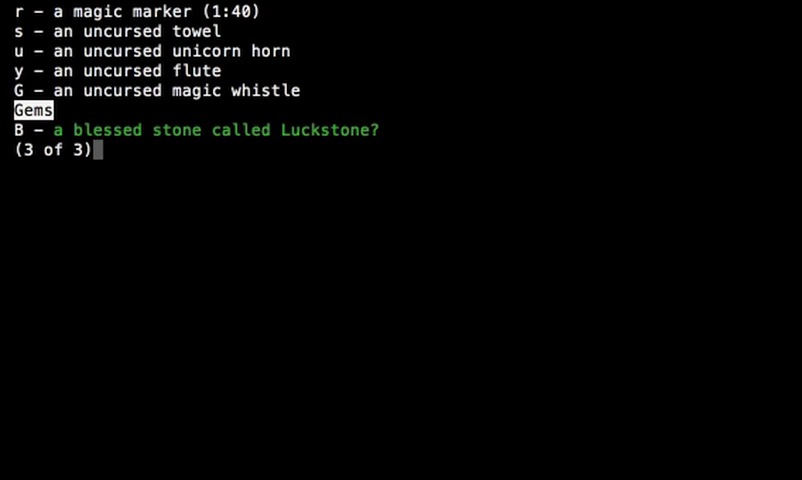 r - a magic marker (1:40)
s - an uncursed towel
u - an uncursed unicorn horn
y - an uncursed flute
G - an uncursed magic whistle
Gems
B - a blessed stone called Luckstone?
(3 of 3)